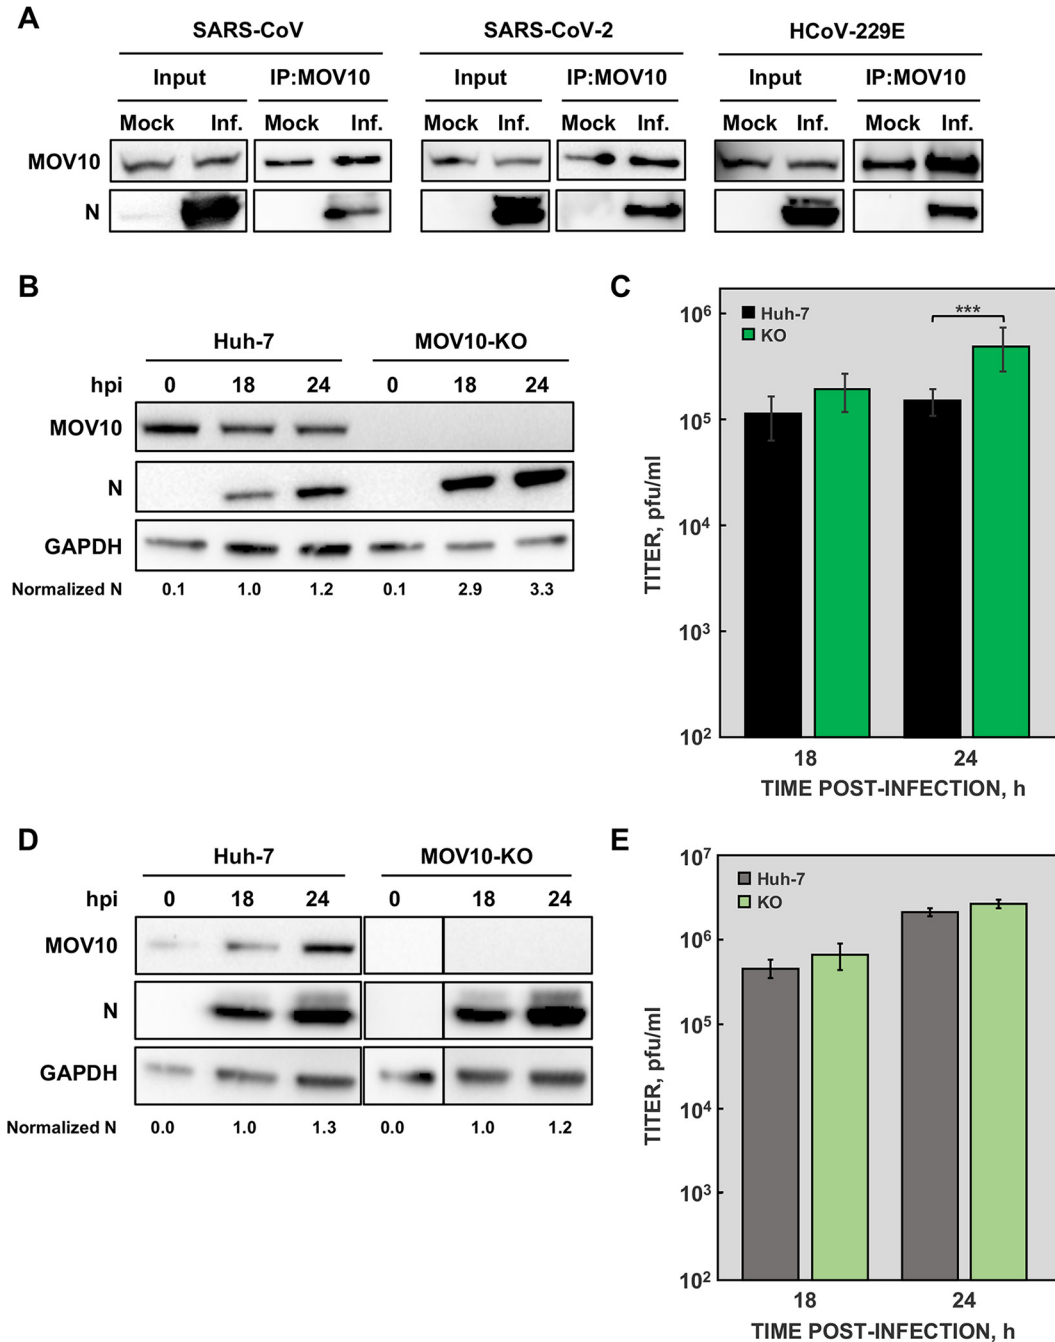 A
SARS-CoV SARS-CoV-2 HCoV-229E
Input IP:MOV10 Input IP:MOV10 Input IP:MOV10
Mock Inf. Mock Inf. Mock Inf. Mock Inf. Mock Inf. Mock Inf.
MOV10
N
B
Huh-7 MOV10-KO
hpi 0 18 24 0 18 24
MOV10
N
GAPDH
Normalized N 0.1 1.0 1.2 0.1 2.9 3.3
C
Huh-7
KO
***
10⁶
10⁵
10⁴
10³
10²
TITER, pfu/ml
18 24
TIME POST-INFECTION, h
D
Huh-7 MOV10-KO
hpi 0 18 24 0 18 24
MOV10
N
GAPDH
Normalized N 0.0 1.0 1.3 0.0 1.0 1.2
E
Huh-7
KO
10⁷
10⁶
10⁵
10⁴
10³
10²
TITER, pfu/ml
18 24
TIME POST-INFECTION, h